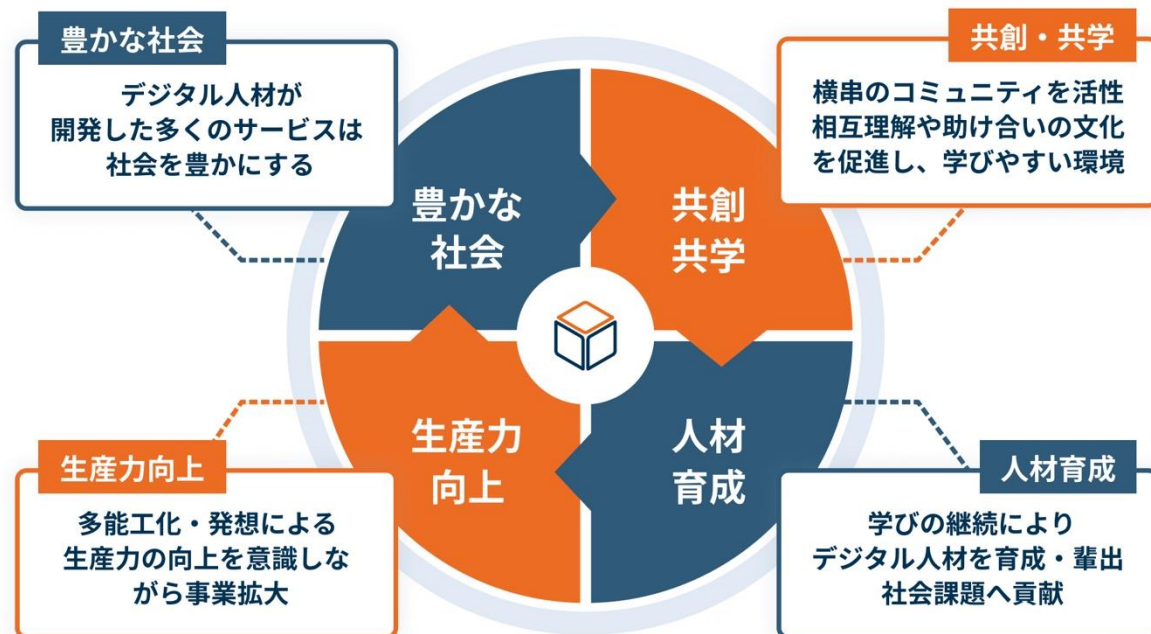 豊かな社会
デジタル人材が
開発した多くのサービスは
社会を豊かにする
共創・共学
横串のコミュニティを活性
相互理解や助け合いの文化
を促進し、学びやすい環境
豊かな
社会
共創
共学
生産力
向上
人材
育成
生産力向上
多能工化・発想による
生産力の向上を意識しな
がら事業拡大
人材育成
学びの継続により
デジタル人材を育成・輩出
社会課題へ貢献